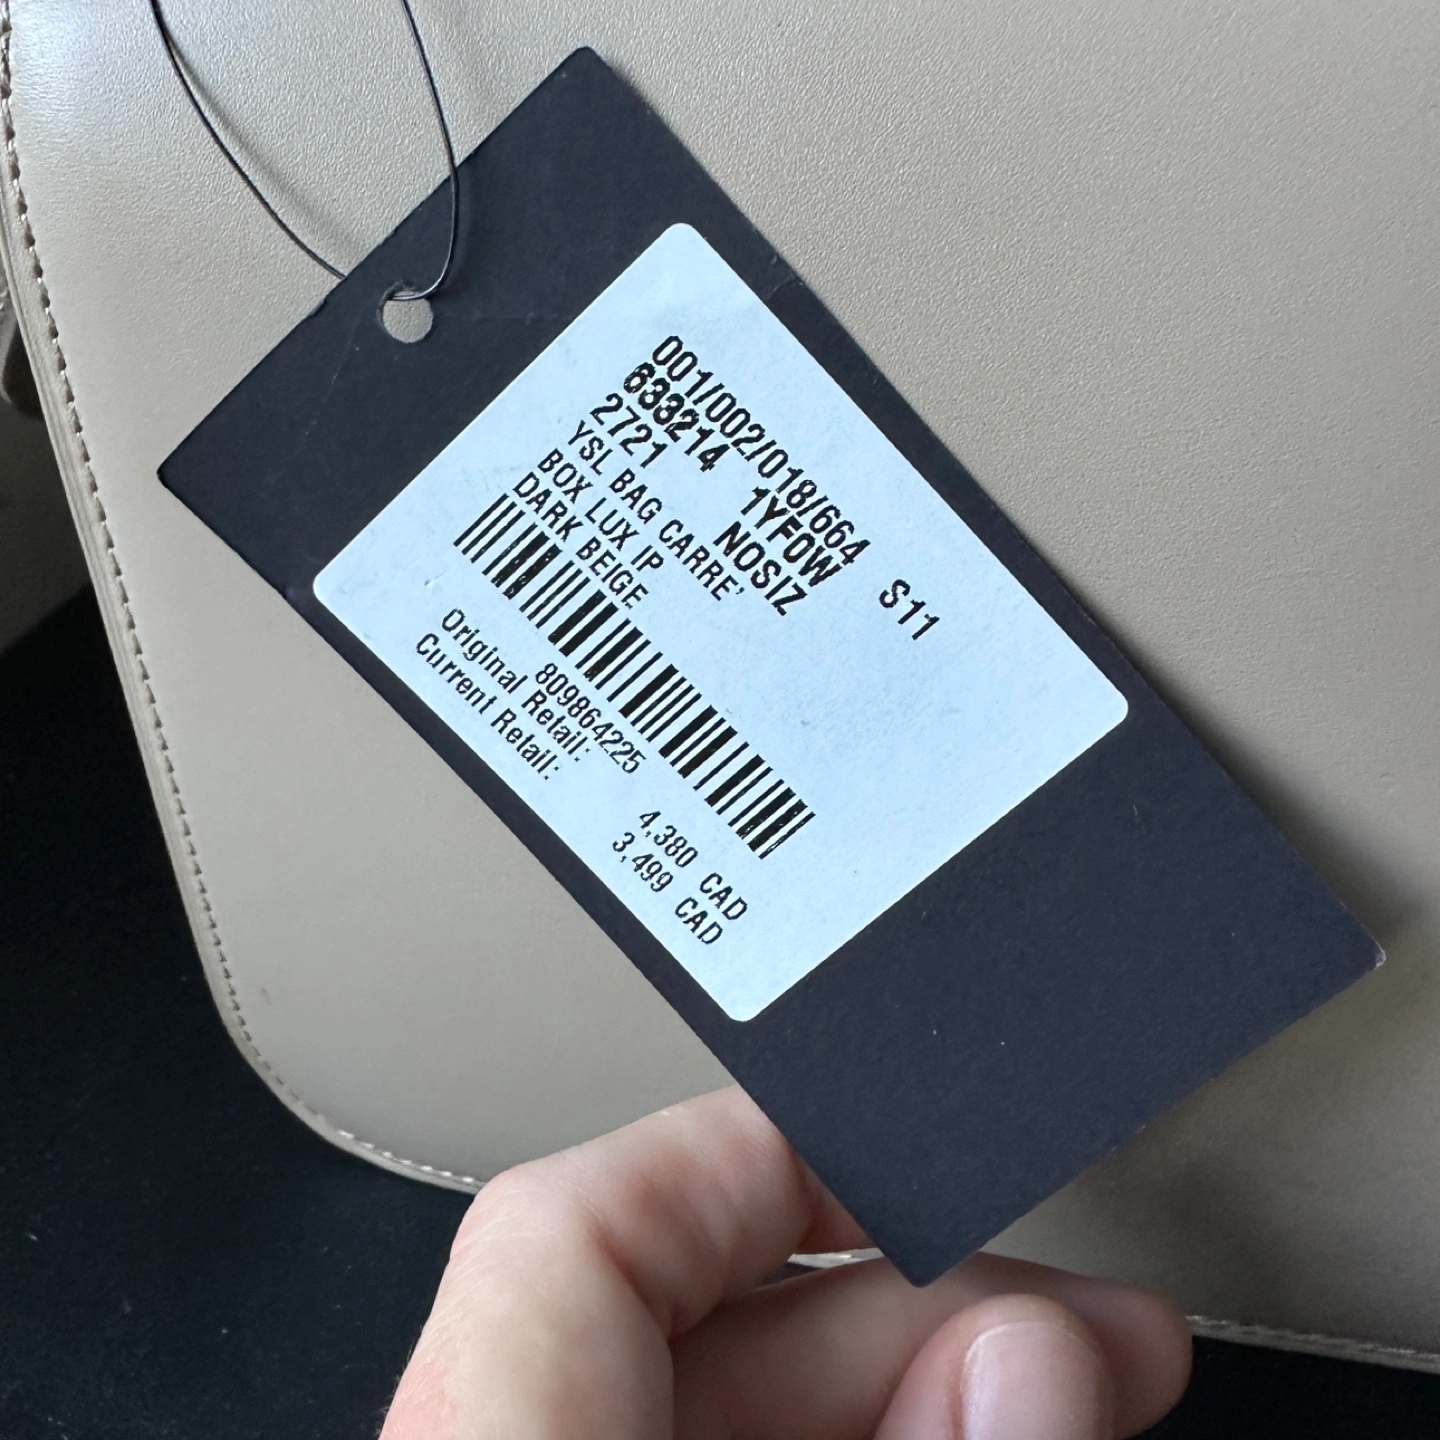 001/002/018/664 S11
633214 1YF0W
2721 NOSIZ
YSL BAG CARRE'
BOX LUX IP
DARK BEIGE
809864225
Original Retail: 4,380 CAD
Current Retail: 3,499 CAD